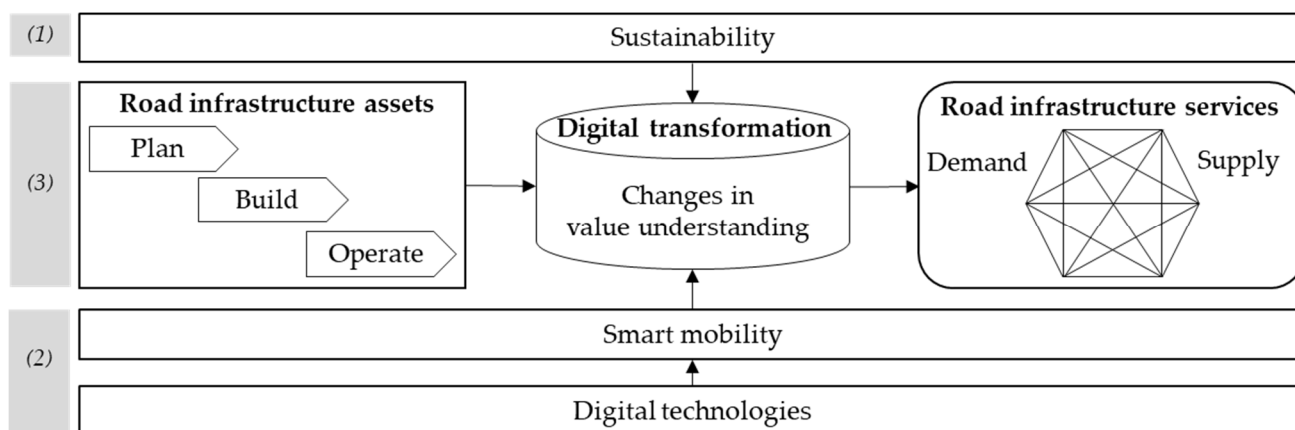 (1)
Sustainability
(3)
Road infrastructure assets
Plan
Build
Operate
Digital transformation
Changes in
value understanding
Road infrastructure services
Demand
Supply
(2)
Smart mobility
Digital technologies